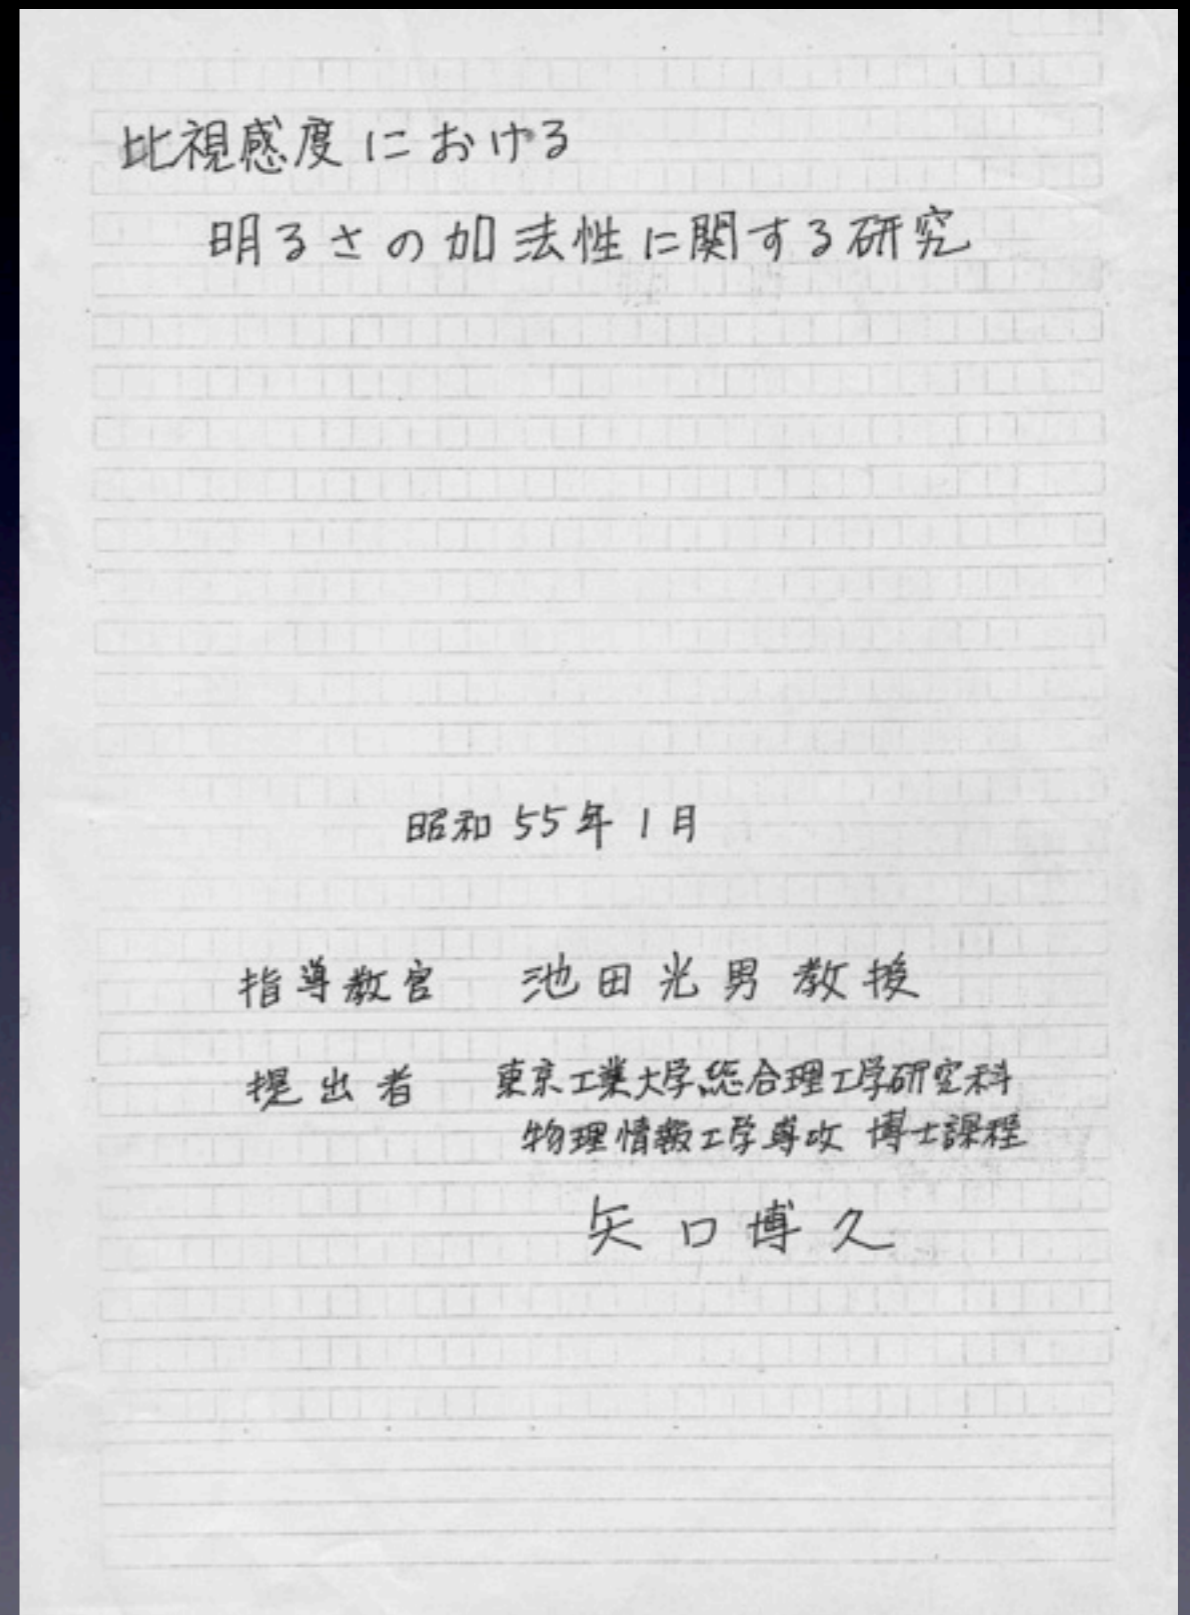 比視感度における
明るさの加法性に関する研究
昭和55年1月
指導教官 池田光男教授
提出者 東京工業大学総合理工学研究科
物理情報工学専攻 博士課程
矢口博久